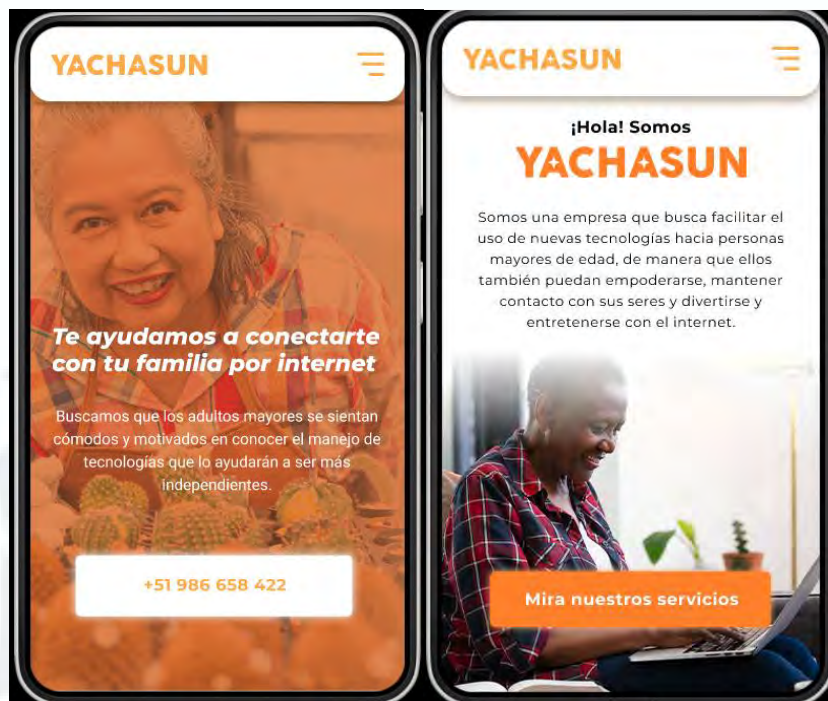 YACHASUN
Te ayudamos a conectarte
con tu familia por internet
Buscamos que los adultos mayores se sientan
cómodos y motivados en conocer el manejo de
tecnologías que lo ayudarán a ser más
independientes.
+51 986 658 422
YACHASUN
¡Hola! Somos
YACHASUN
Somos una empresa que busca facilitar el
uso de nuevas tecnologías hacia personas
mayores de edad, de manera que ellos
también puedan empoderarse, mantener
contacto con sus seres y divertirse y
entretenerse con el internet.
Mira nuestros servicios